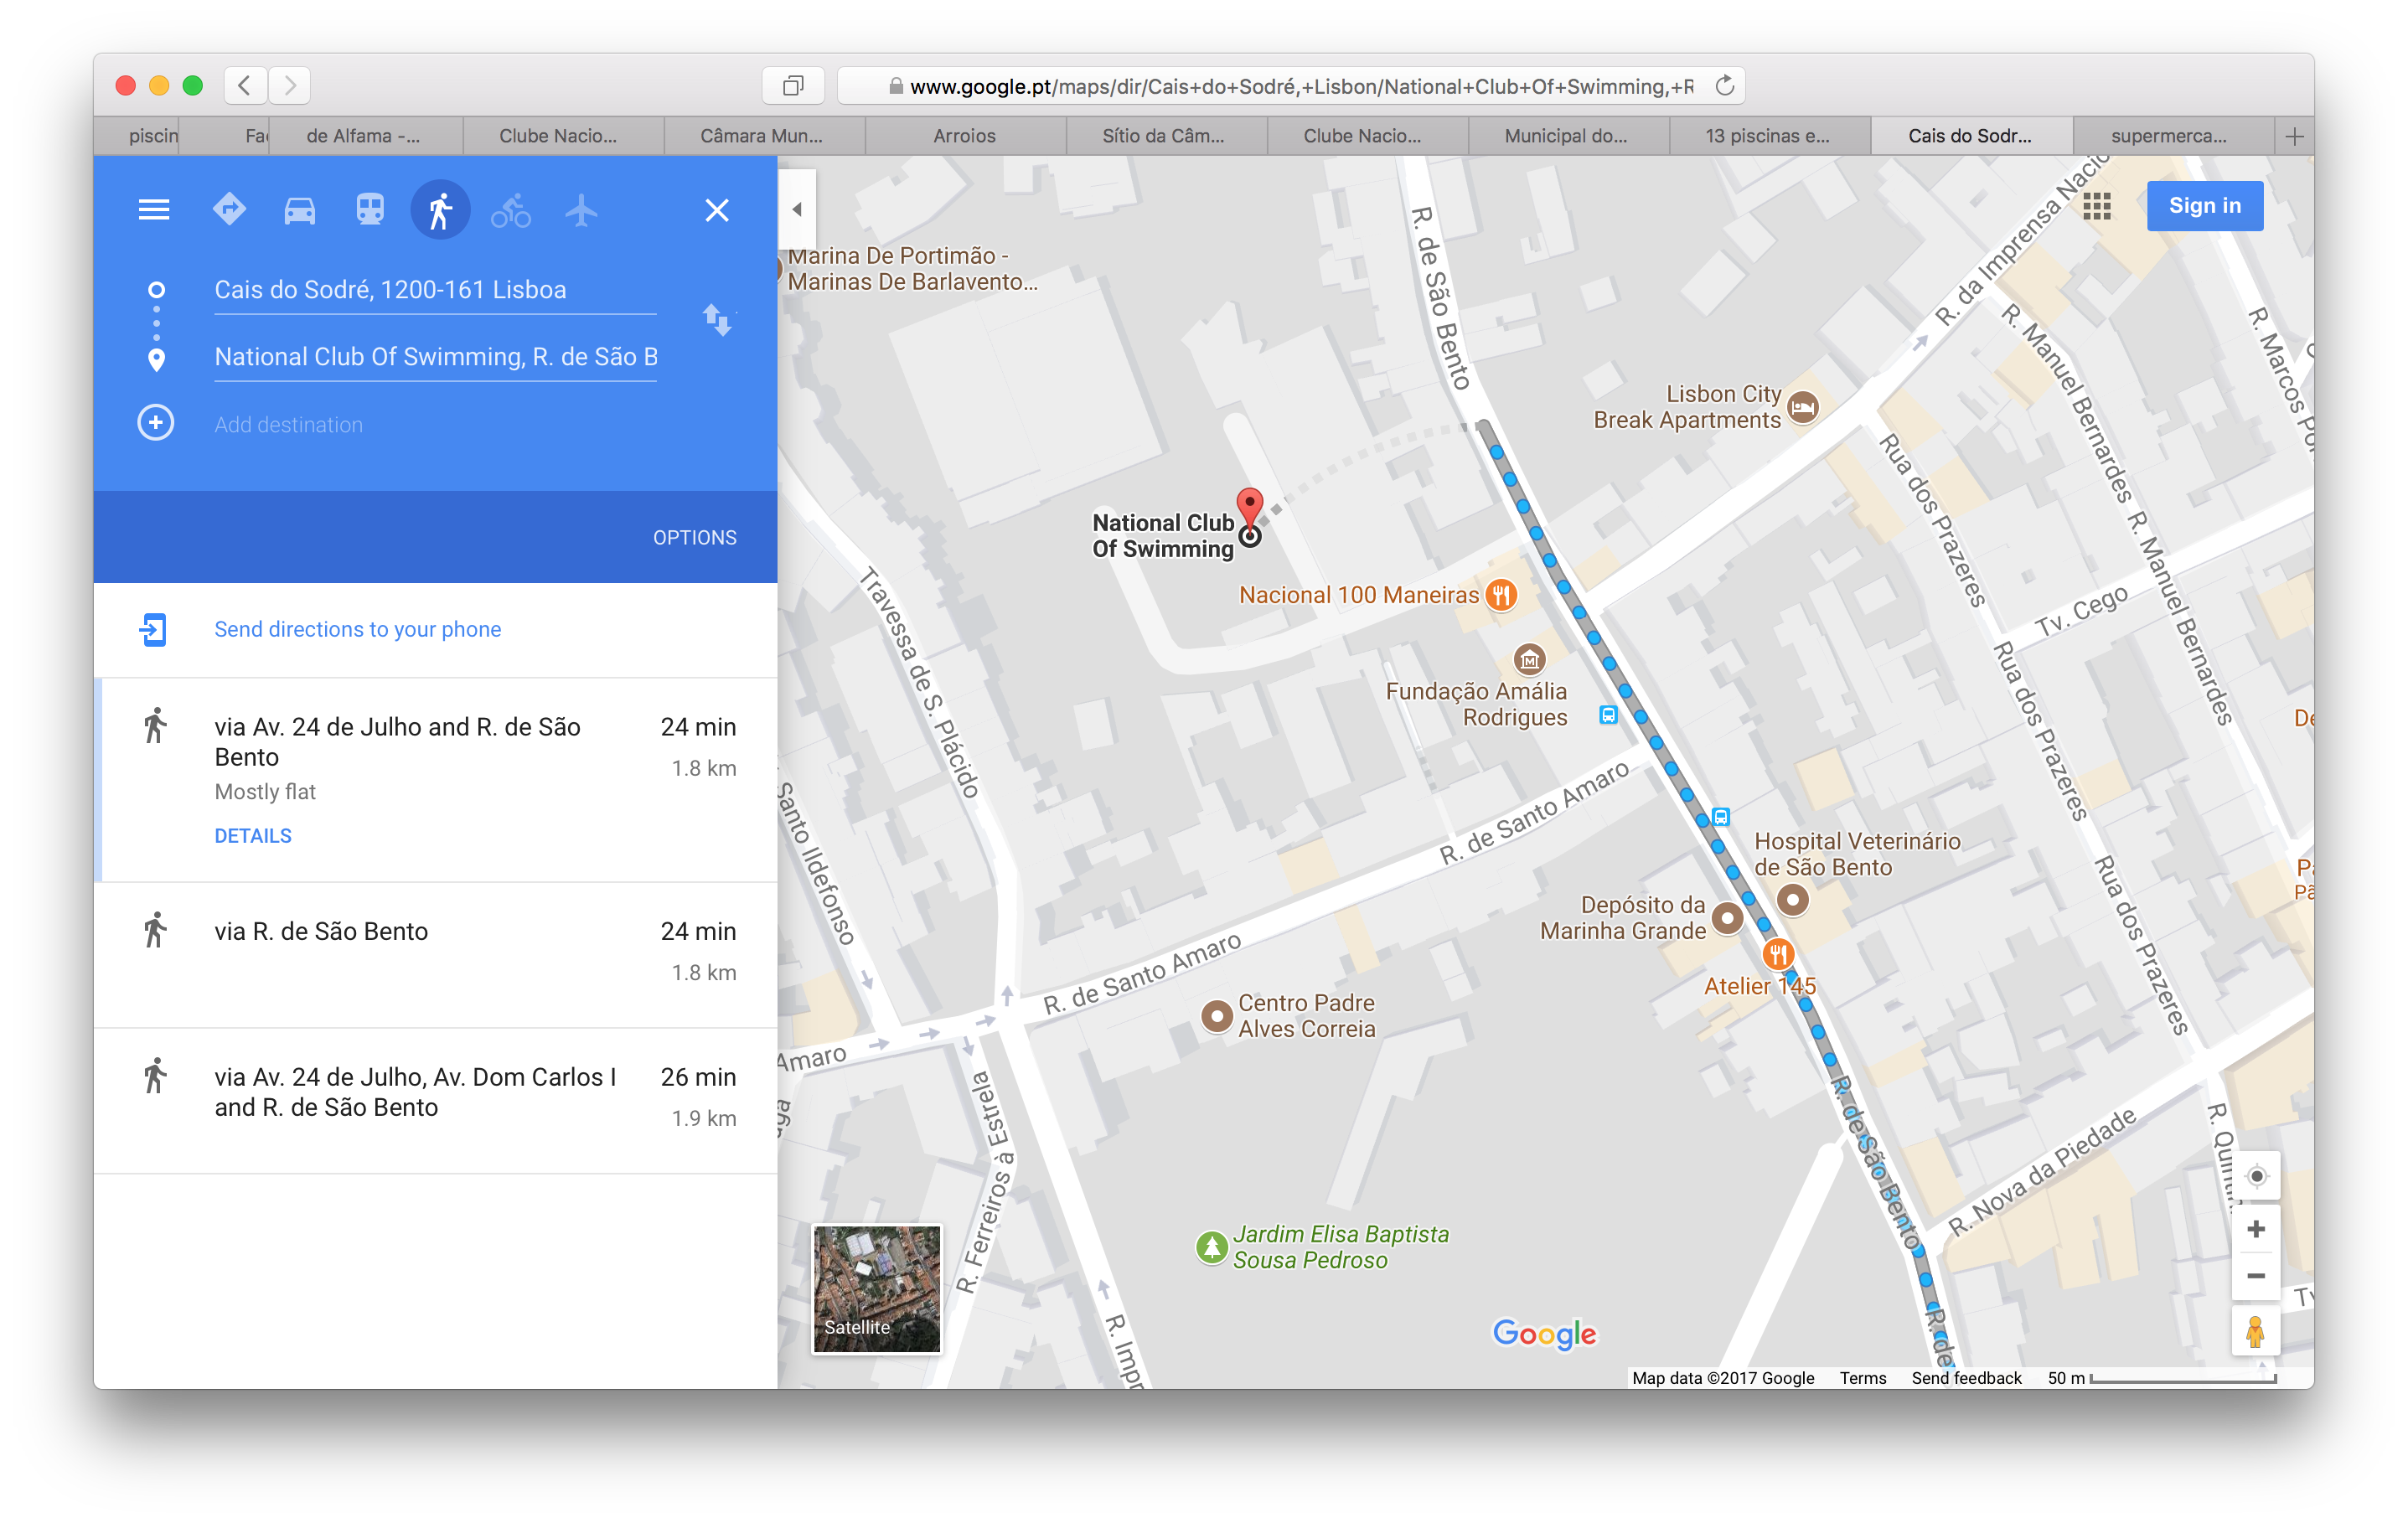 www.google.pt/maps/dir/Cais+do+Sodré,+Lisbon/National+Club+Of+Swimming,+R
piscin
Fac
de Alfama -...
Clube Nacio...
Câmara Mun...
Arroios
Sítio da Câm...
Clube Nacio...
Municipal do...
13 piscinas e...
Cais do Sodr...
supermerca...
Cais do Sodré, 1200-161 Lisboa
National Club Of Swimming, R. de São B
Add destination
OPTIONS
Send directions to your phone
via Av. 24 de Julho and R. de São
Bento
24 min
1.8 km
Mostly flat
DETAILS
via R. de São Bento
24 min
1.8 km
via Av. 24 de Julho, Av. Dom Carlos I
and R. de São Bento
26 min
1.9 km
Sign in
Marina De Portimão -
Marinas De Barlavento...
R. de São Bento
R. da Imprensa Nacio
R. Manuel Bernardes
R. Marcos Po
Lisbon City
Break Apartments
Rua dos Prazeres
R. Manuel Bernardes
National Club
Of Swimming
Nacional 100 Maneiras
Tv. Cego
Travessa de S. Plácido
Fundação Amália
Rodrigues
Rua dos Prazeres
De
Santo Ildefonso
R. de Santo Amaro
Hospital Veterinário
de São Bento
Depósito da
Marinha Grande
Rua dos Prazeres
Pã
Atelier 145
R. de Santo Amaro
Centro Padre
Alves Correia
Amaro
R. Ferreiros à Estrela
R. de São Bento
R. Nova da Piedade
R. Quintin
Jardim Elisa Baptista
Sousa Pedroso
R. Impr
R. de
Tv
Satellite
Google
Map data ©2017 Google
Terms
Send feedback
50 m